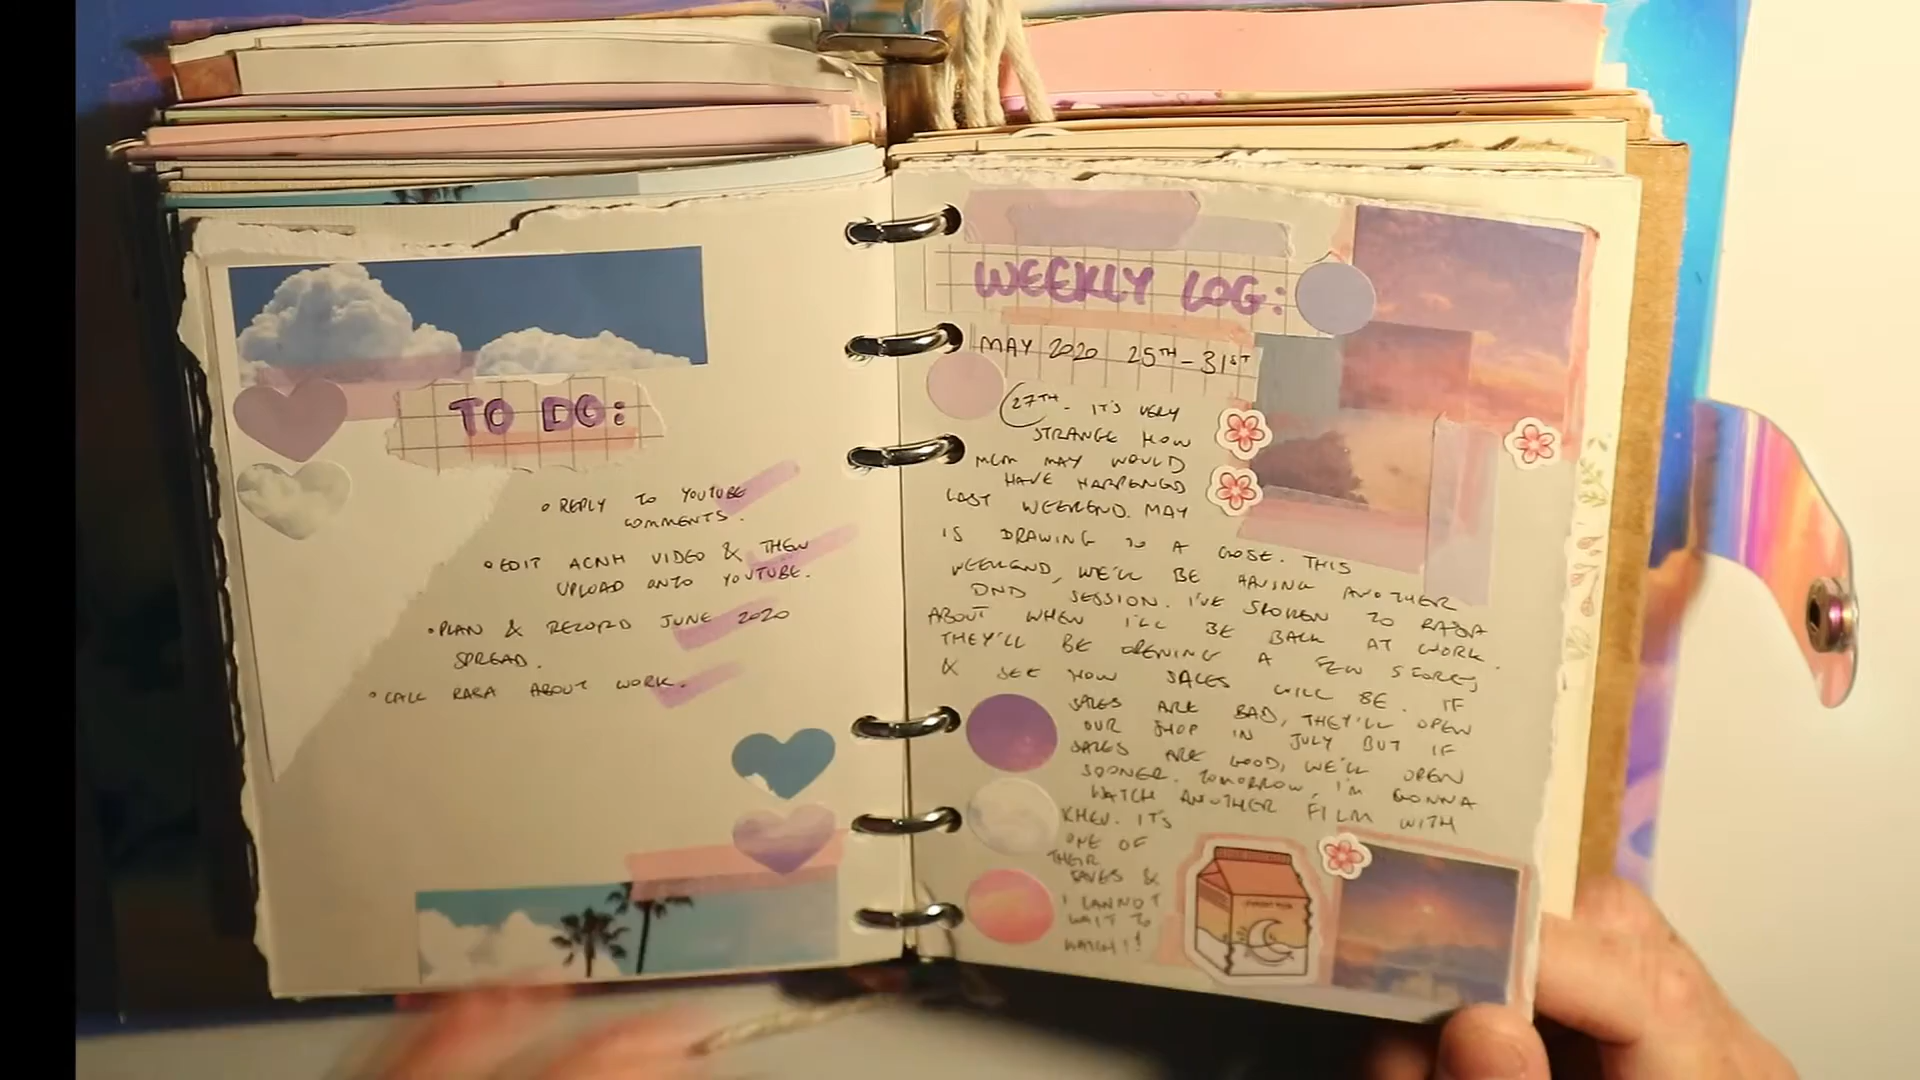 TO DO:
• REPLY TO YOUTUBE
COMMENTS.
• EDIT ACNH VIDEO & THEN
UPLOAD ONTO YOUTUBE.
• PLAN & RECORD JUNE 2020
SPREAD.
• CALL RARA ABOUT WORK.
WEEKLY LOG:
MAY 2020 25TH - 31ST
27TH - IT'S VERY
STRANGE HOW
MCM MAY WOULD
HAVE HAPPENED
LAST WEEKEND. MAY
IS DRAWING TO A CLOSE. THIS
WEEKEND, WE'LL BE HAVING ANOTHER
DND SESSION. I'VE SPOKEN TO RARA
ABOUT WHEN I'LL BE BACK AT WORK.
THEY'LL BE OPENING A FEW STORES
& SEE HOW SALES WILL BE. IF
SALES ARE BAD, THEY'LL OPEN
OUR SHOP IN JULY BUT IF
SALES ARE GOOD, WE'LL OPEN
SOONER. TOMORROW, I'M GONNA
WATCH ANOTHER FILM WITH
KHEV. IT'S
ONE OF
THEIR
FAVES &
I CANNOT
WAIT TO
WATCH!!